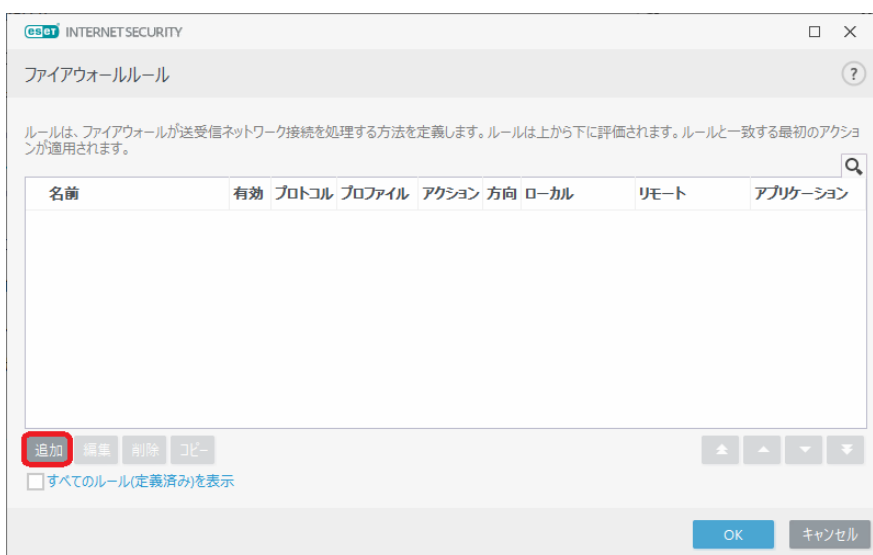 eset INTERNET SECURITY
ファイアウォールルール
?
ルールは、ファイアウォールが送受信ネットワーク接続を処理する方法を定義します。ルールは上から下に評価されます。ルールと一致する最初のアクショ
ンが適用されます。
名前 有効 プロトコル プロファイル アクション 方向 ローカル リモート アプリケーション
追加 編集 削除 コピー
すべてのルール(定義済み)を表示
OK キャンセル